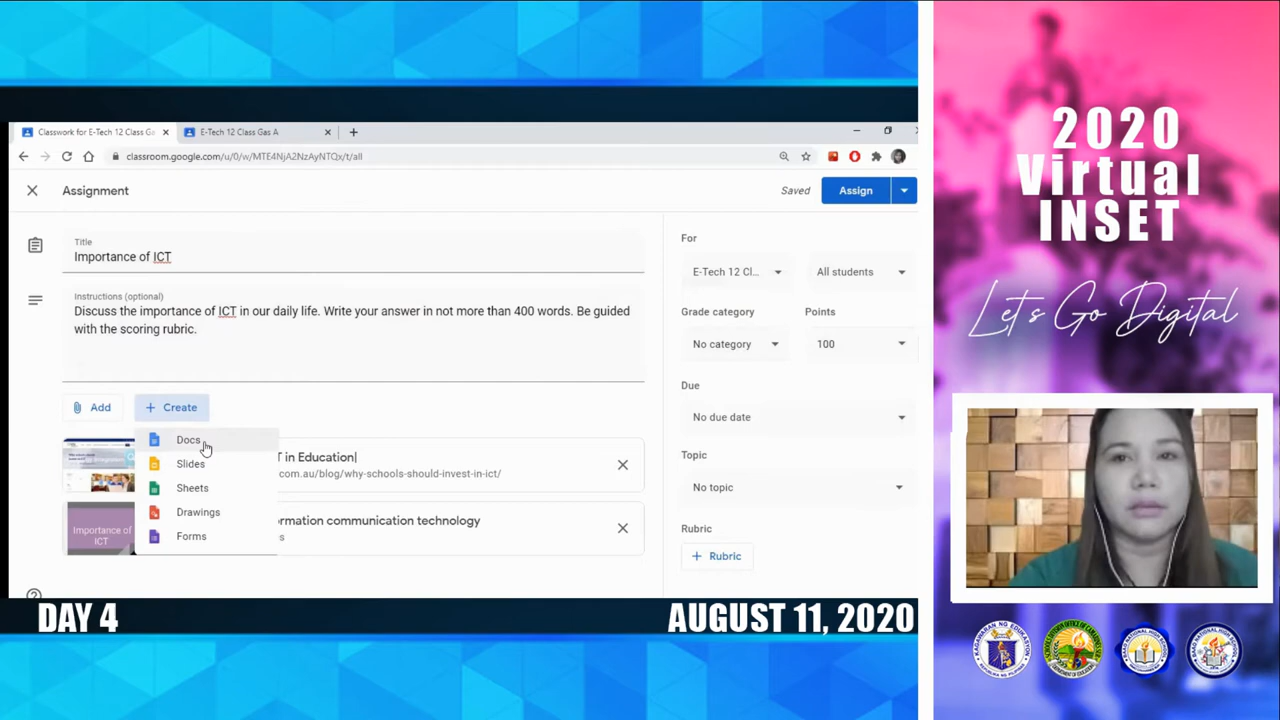 Classwork for E-Tech 12 Class Ga
E-Tech 12 Class Gas A
classroom.google.com/u/0/w/MTE4NjA2NzAyNTQx/t/all
Assignment
Saved
Assign
Title
Importance of ICT
Instructions (optional)
Discuss the importance of ICT in our daily life. Write your answer in not more than 400 words. Be guided
with the scoring rubric.
Add
Create
Docs
Slides
Sheets
Drawings
Forms
T in Education
com.au/blog/why-schools-should-invest-in-ict/
Importance of
ICT
rmation communication technology
s
For
E-Tech 12 Cl...
All students
Grade category
Points
No category
100
Due
No due date
Topic
No topic
Rubric
Rubric
DAY 4
AUGUST 11, 2020
2020
Virtual
INSET
Let's Go Digital